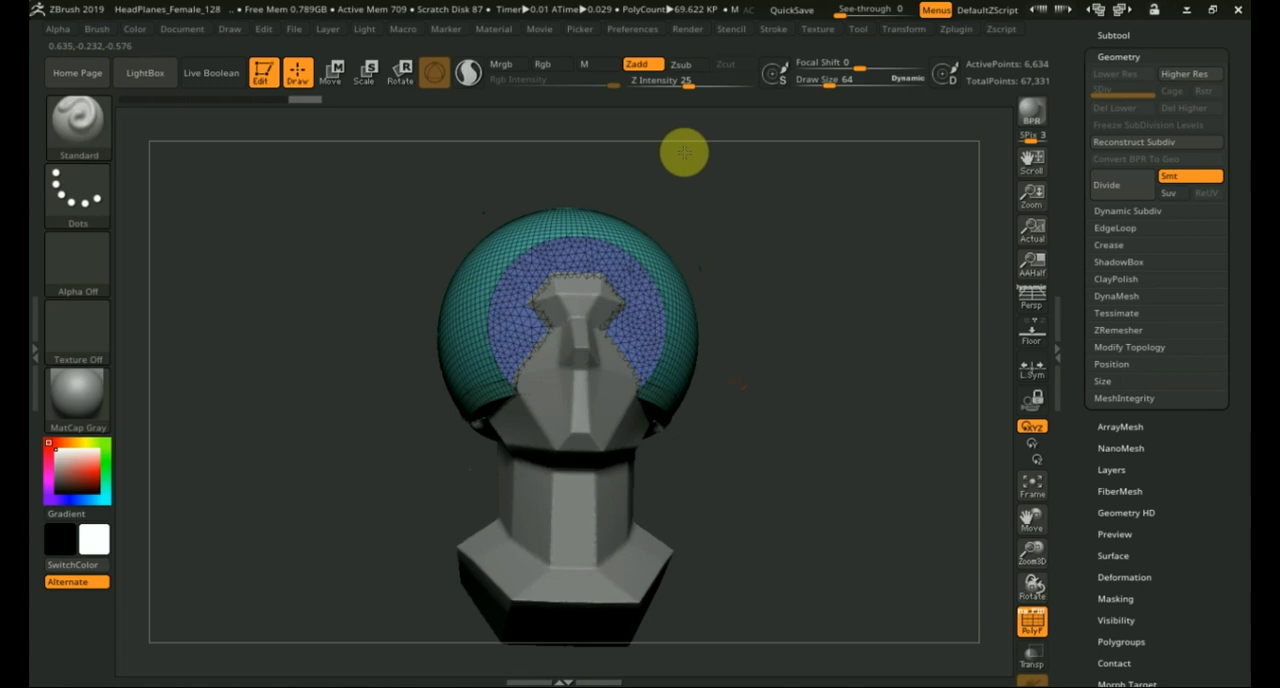 ZBrush 2019 HeadPlanes_Female_128 .. • Free Mem 0.789GB • Active Mem 709 • Scratch Disk 87 • Timer▶0.01 ATime▶0.029 • PolyCount▶69.622 KP • M AC QuickSave See-through 0 Menus DefaultZScript
Alpha Brush Color Document Draw Edit File Layer Light Macro Marker Material Movie Picker Preferences Render Stencil Stroke Texture Tool Transform Zplugin Zscript
0.635,-0.232,-0.576
Home Page LightBox Live Boolean Edit Draw Move Scale Rotate
Mrgb Rgb M Zadd Zsub Zcut
Rgb Intensity Z Intensity 25
S Focal Shift 0
Draw Size 64 Dynamic
D ActivePoints: 6,634
TotalPoints: 67,331
Standard
Dots
Alpha Off
Texture Off
MatCap Gray
Gradient
SwitchColor
Alternate
BPR
SPix 3
Scroll
Zoom
Actual
AAHalf
Dynamic
Persp
Floor
L.Sym
XYZ
Y
Z
Frame
Move
Zoom3D
Rotate
PolyF
Transp
Subtool
Geometry
Lower Res Higher Res
SDiv Cage Rstr
Del Lower Del Higher
Freeze SubDivision Levels
Reconstruct Subdiv
Convert BPR To Geo
Divide Smt
Suv ReUV
Dynamic Subdiv
EdgeLoop
Crease
ShadowBox
ClayPolish
DynaMesh
Tessimate
ZRemesher
Modify Topology
Position
Size
MeshIntegrity
ArrayMesh
NanoMesh
Layers
FiberMesh
Geometry HD
Preview
Surface
Deformation
Masking
Visibility
Polygroups
Contact
Morph Target